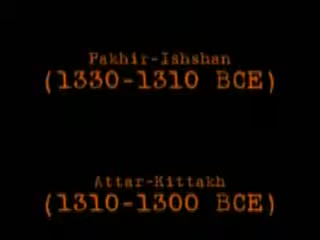 Pakhir-Ishshan
(1330-1310 BCE)
Attar-Kittakh
(1310-1300 BCE)